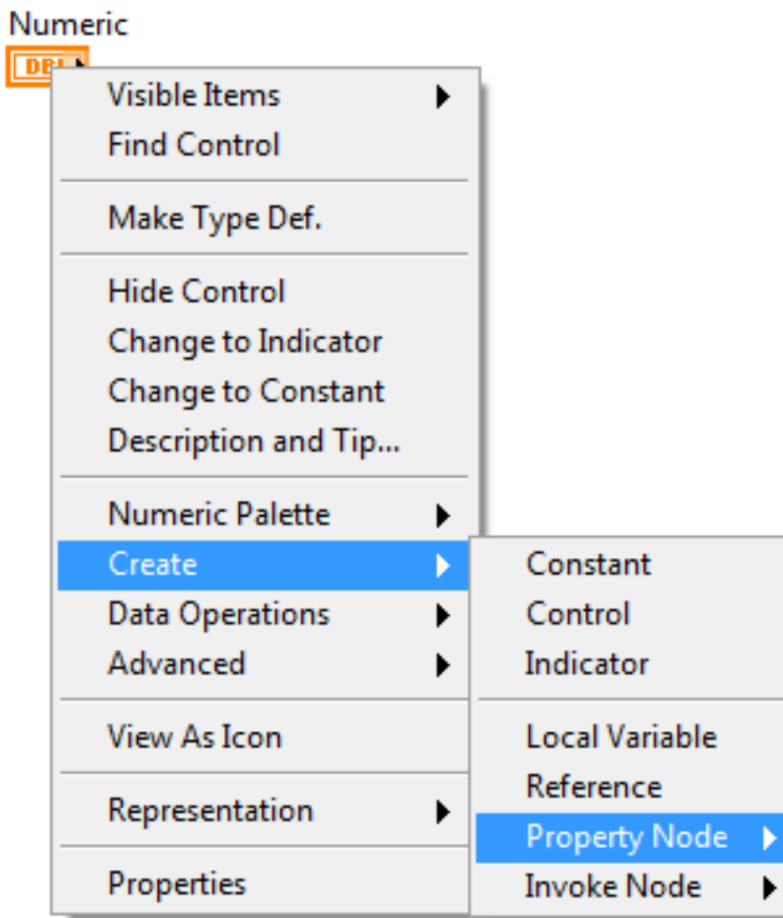 Numeric
DBL
Visible Items
Find Control
Make Type Def.
Hide Control
Change to Indicator
Change to Constant
Description and Tip...
Numeric Palette
Create
Data Operations
Advanced
View As Icon
Representation
Properties
Constant
Control
Indicator
Local Variable
Reference
Property Node
Invoke Node